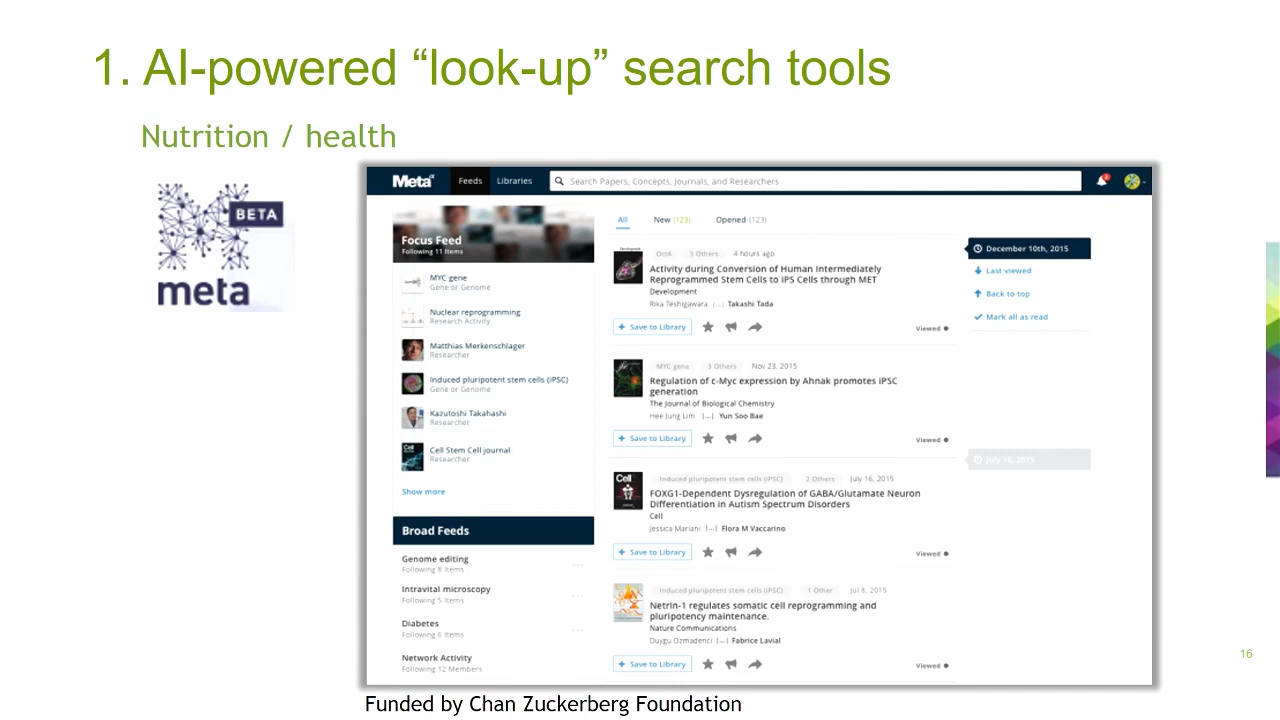 1. AI-powered “look-up” search tools
Nutrition / health
BETA
meta
Meta
Feeds
Libraries
Search Papers, Concepts, Journals, and Researchers
Focus Feed
Following 11 Items
MYC gene
Gene or Genome
Nuclear reprogramming
Research Activity
Matthias Merkenschlager
Researcher
Induced pluripotent stem cells (iPSC)
Gene or Genome
Kazutoshi Takahashi
Researcher
Cell Stem Cell journal
Researcher
Show more
Broad Feeds
Genome editing
Following 8 Items
Intravital microscopy
Following 5 Items
Diabetes
Following 6 Items
Network Activity
Following 12 Members
All
New (123)
Opened (123)
Oct4 3 Others 4 hours ago
Activity during Conversion of Human Intermediately
Reprogrammed Stem Cells to iPS Cells through MET
Development
Rika Teshigawara [...] Takashi Tada
+ Save to Library
Viewed
MYC gene 3 Others Nov 23, 2015
Regulation of c-Myc expression by Ahnak promotes iPSC
generation
The Journal of Biological Chemistry
Hee Jung Lim [...] Yun Soo Bae
+ Save to Library
Viewed
Cell
Induced pluripotent stem cells (iPSC) 2 Others July 16, 2015
FOXG1-Dependent Dysregulation of GABA/Glutamate Neuron
Differentiation in Autism Spectrum Disorders
Cell
Jessica Mariani [...] Flora M Vaccarino
+ Save to Library
Viewed
Induced pluripotent stem cells (iPSC) 1 Other Jul 8, 2015
Netrin-1 regulates somatic cell reprogramming and
pluripotency maintenance.
Nature Communications
Duygu Ozmadenci [...] Fabrice Lavial
+ Save to Library
Viewed
December 10th, 2015
Last viewed
Back to top
Mark all as read
July 16, 2015
16
Funded by Chan Zuckerberg Foundation